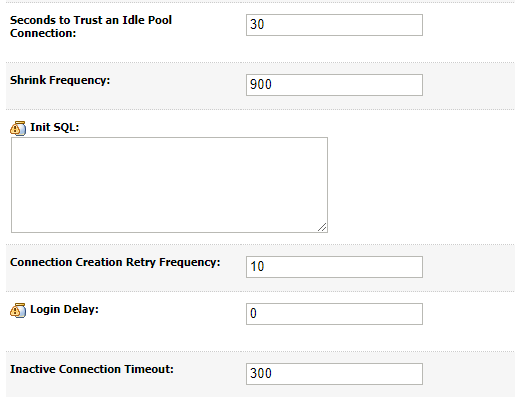 Seconds to Trust an Idle Pool
Connection:
30
Shrink Frequency:
900
Init SQL:
Connection Creation Retry Frequency:
10
Login Delay:
0
Inactive Connection Timeout:
300